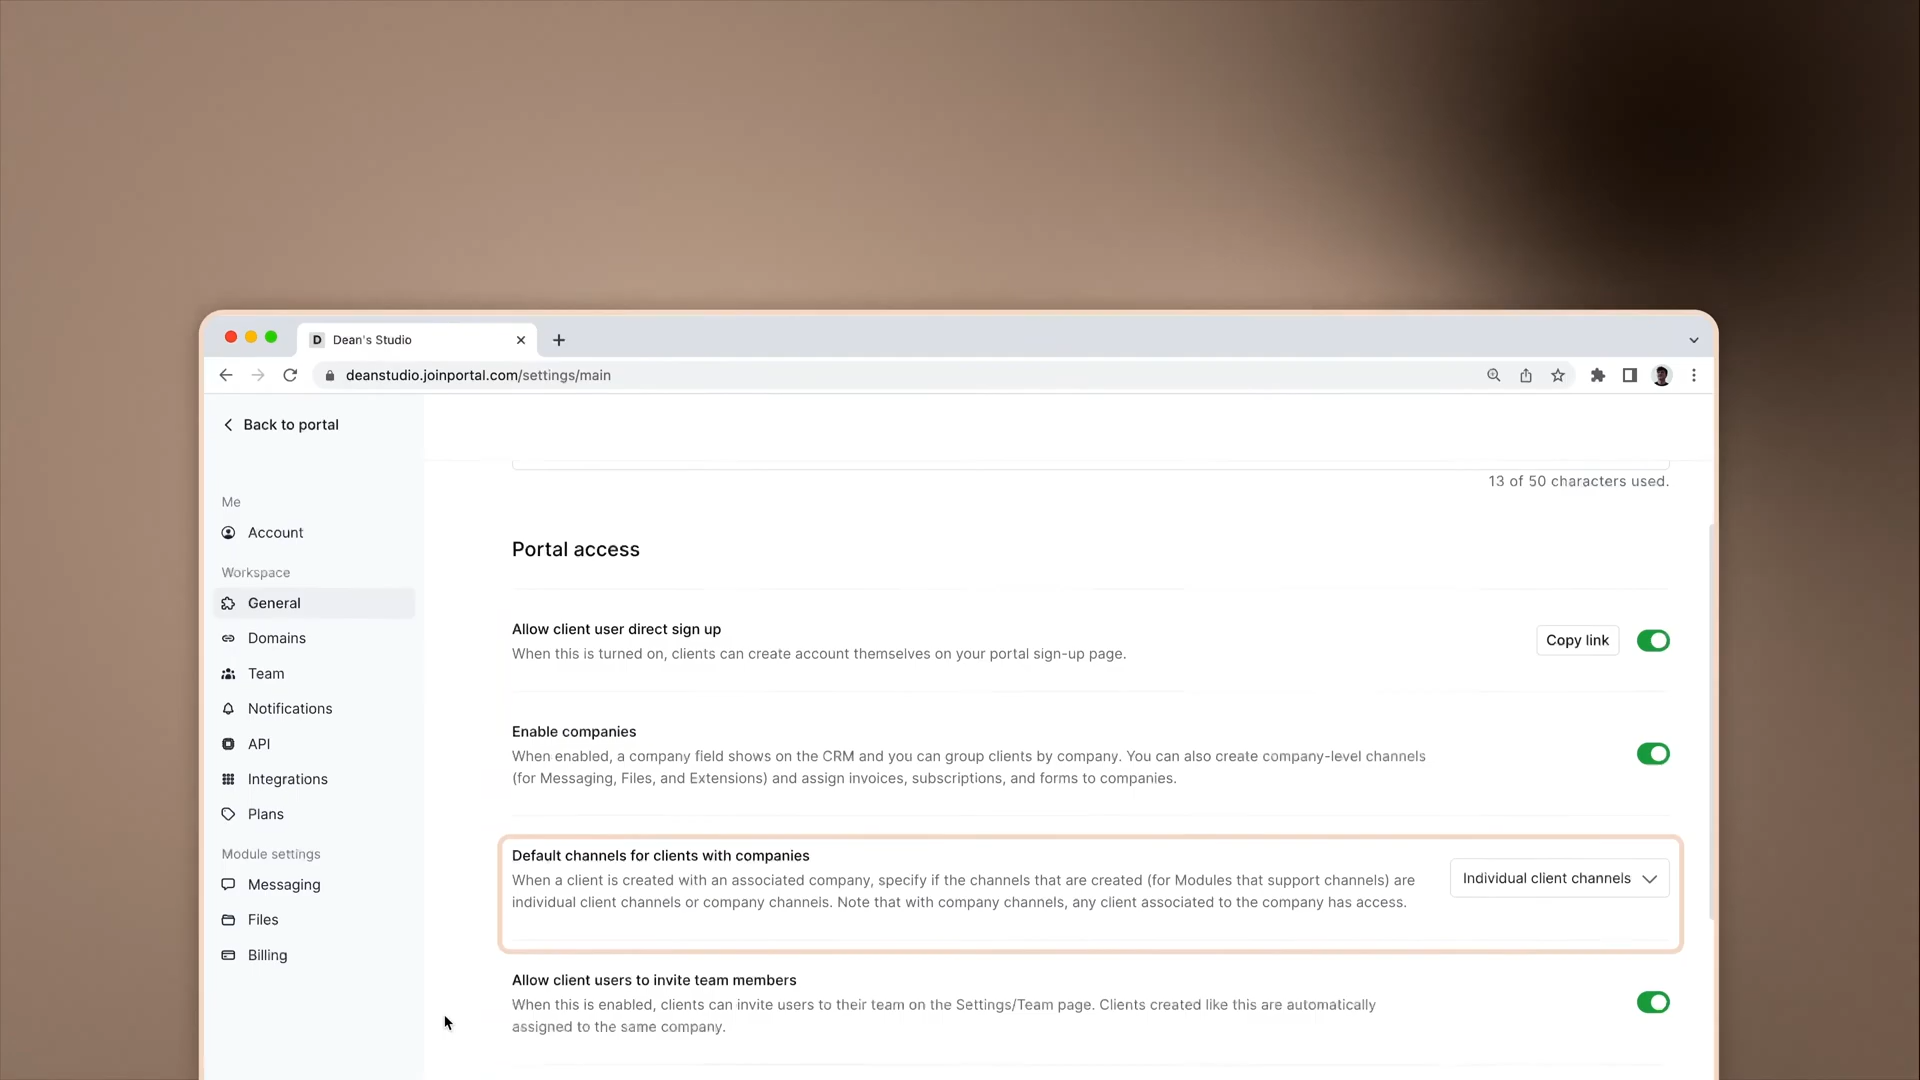 D Dean's Studio
deanstudio.joinportal.com/settings/main
Back to portal
Me
Account
Workspace
General
Domains
Team
Notifications
API
Integrations
Plans
Module settings
Messaging
Files
Billing
13 of 50 characters used.
Portal access
Allow client user direct sign up
When this is turned on, clients can create account themselves on your portal sign-up page.
Copy link
Enable companies
When enabled, a company field shows on the CRM and you can group clients by company. You can also create company-level channels
(for Messaging, Files, and Extensions) and assign invoices, subscriptions, and forms to companies.
Default channels for clients with companies
When a client is created with an associated company, specify if the channels that are created (for Modules that support channels) are
individual client channels or company channels. Note that with company channels, any client associated to the company has access.
Individual client channels
Allow client users to invite team members
When this is enabled, clients can invite users to their team on the Settings/Team page. Clients created like this are automatically
assigned to the same company.